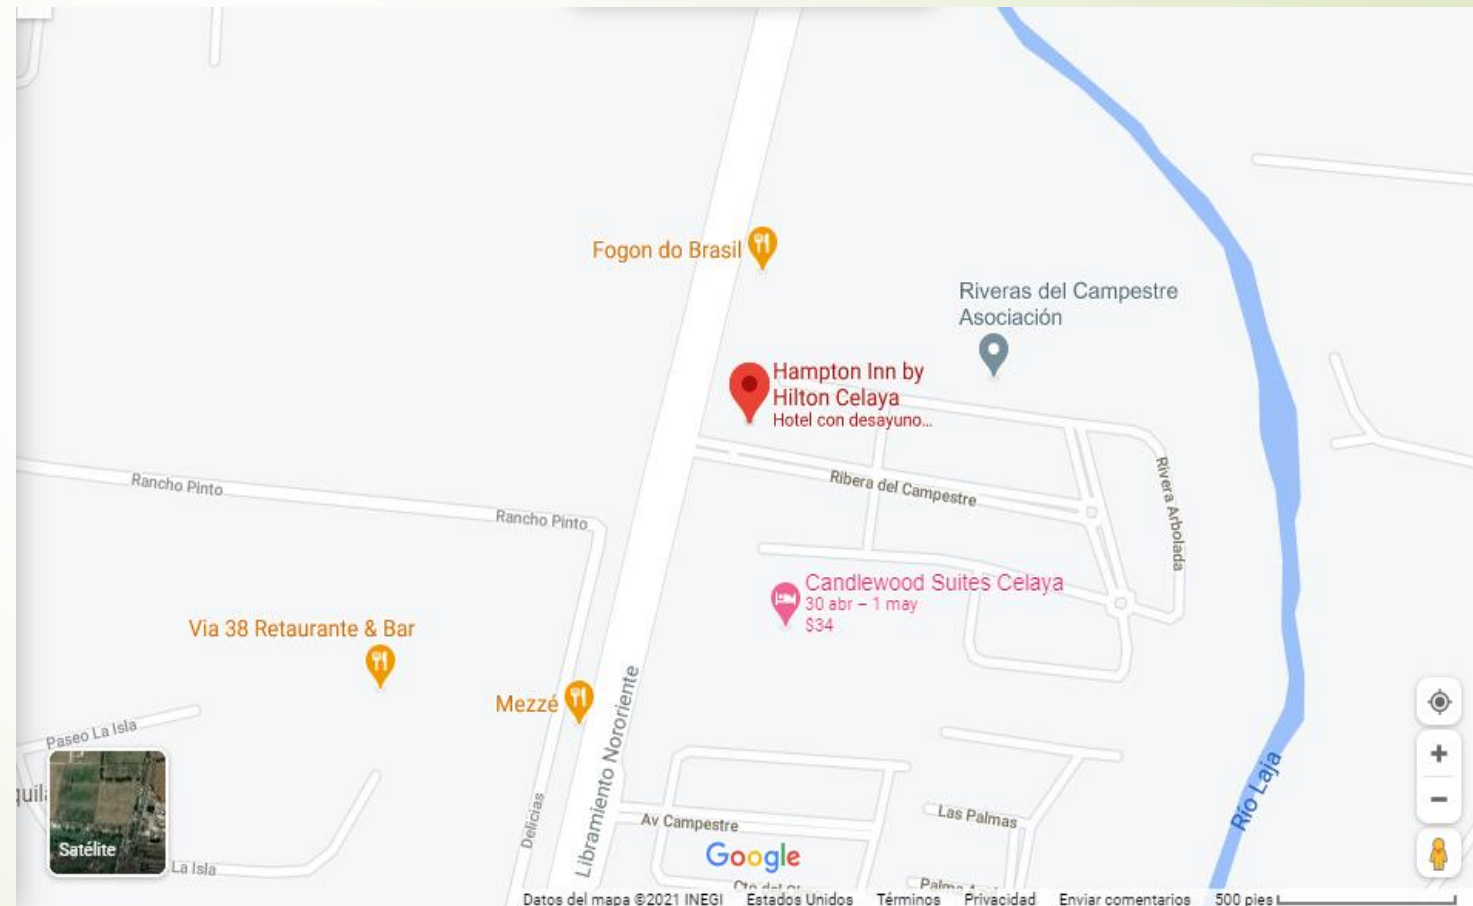 Fogon do Brasil
Riveras del Campestre
Asociación
Hampton Inn by
Hilton Celaya
Hotel con desayuno...
Rancho Pinto
Ribera del Campestre
Rivera Arbolada
Rancho Pinto
Candlewood Suites Celaya
30 abr – 1 may
$34
Via 38 Retaurante & Bar
Mezzé
Libramiento Nororiente
Paseo La Isla
Río Laja
Delicias
Av Campestre
Las Palmas
Satélite
La Isla
Google
Datos del mapa ©2021 INEGI Estados Unidos Términos Privacidad Enviar comentarios 500 pies